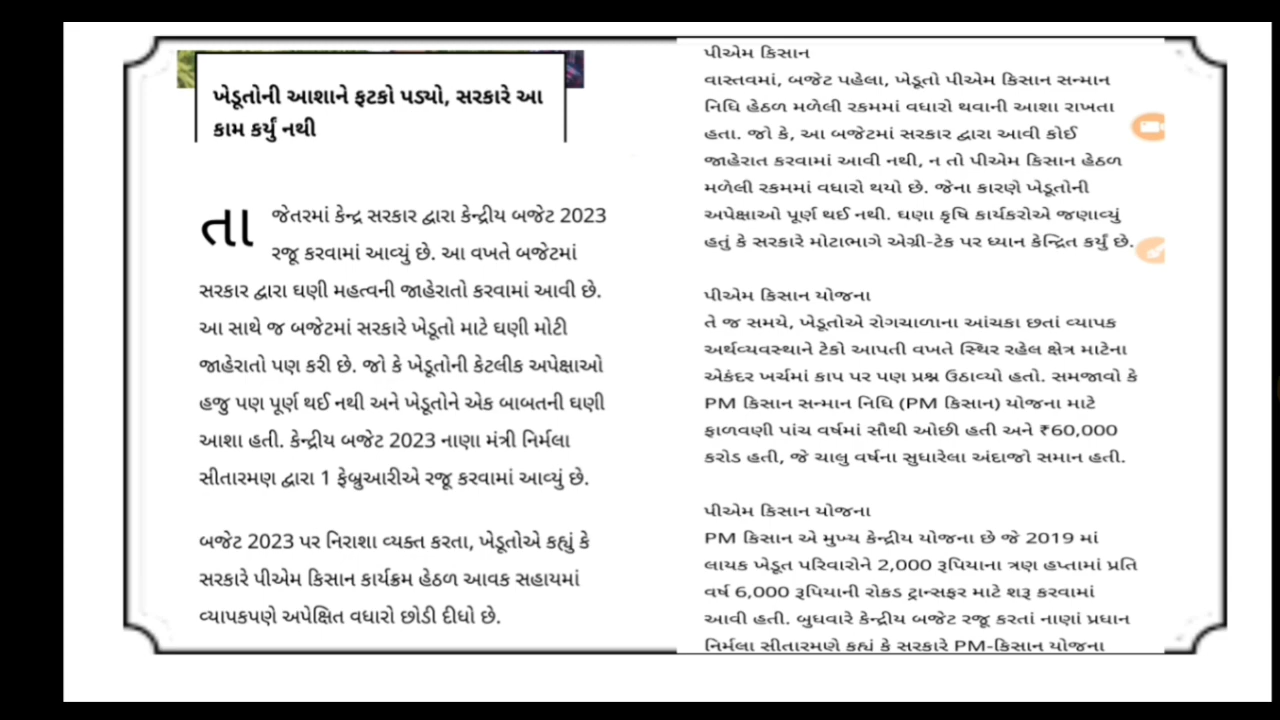 ખેડૂતોની આશાને ફટકો પડ્યો, સરકારે આ
કામ કર્યું નથી
તા
જેતરમાં કેન્દ્ર સરકાર દ્વારા કેન્દ્રીય બજેટ 2023
રજૂ કરવામાં આવ્યું છે. આ વખતે બજેટમાં
સરકાર દ્વારા ઘણી મહત્વની જાહેરાતો કરવામાં આવી છે.
આ સાથે જ બજેટમાં સરકારે ખેડૂતો માટે ઘણી મોટી
જાહેરાતો પણ કરી છે. જો કે ખેડૂતોની કેટલીક અપેક્ષાઓ
હજુ પણ પૂર્ણ થઈ નથી અને ખેડૂતોને એક બાબતની ઘણી
આશા હતી. કેન્દ્રીય બજેટ 2023 નાણા મંત્રી નિર્મલા
સીતારમણ દ્વારા 1 ફેબ્રુઆરીએ રજૂ કરવામાં આવ્યું છે.
બજેટ 2023 પર નિરાશા વ્યક્ત કરતા, ખેડૂતોએ કહ્યું કે
સરકારે પીએમ કિસાન કાર્યક્રમ હેઠળ આવક સહાયમાં
વ્યાપકપણે અપેક્ષિત વધારો છોડી દીધો છે.
પીએમ કિસાન
વાસ્તવમાં, બજેટ પહેલા, ખેડૂતો પીએમ કિસાન સન્માન
નિધિ હેઠળ મળેલી રકમમાં વધારો થવાની આશા રાખતા
હતા. જો કે, આ બજેટમાં સરકાર દ્વારા આવી કોઈ
જાહેરાત કરવામાં આવી નથી, ન તો પીએમ કિસાન હેઠળ
મળેલી રકમમાં વધારો થયો છે. જેના કારણે ખેડૂતોની
અપેક્ષાઓ પૂર્ણ થઈ નથી. ઘણા કૃષિ કાર્યકરોએ જણાવ્યું
હતું કે સરકારે મોટાભાગે એગ્રી-ટેક પર ધ્યાન કેન્દ્રિત કર્યું છે.
પીએમ કિસાન યોજના
તે જ સમયે, ખેડૂતોએ રોગચાળાના આંચકા છતાં વ્યાપક
અર્થવ્યવસ્થાને ટેકો આપતી વખતે સ્થિર રહેલ ક્ષેત્ર માટેના
એકંદર ખર્ચમાં કાપ પર પણ પ્રશ્ન ઉઠાવ્યો હતો. સમજાવો કે
PM કિસાન સન્માન નિધિ (PM કિસાન) યોજના માટે
ફાળવણી પાંચ વર્ષમાં સૌથી ઓછી હતી અને ₹60,000
કરોડ હતી, જે ચાલુ વર્ષના સુધારેલા અંદાજો સમાન હતી.
પીએમ કિસાન યોજના
PM કિસાન એ મુખ્ય કેન્દ્રીય યોજના છે જે 2019 માં
લાયક ખેડૂત પરિવારોને 2,000 રૂપિયાના ત્રણ હપ્તામાં પ્રતિ
વર્ષ 6,000 રૂપિયાની રોકડ ટ્રાન્સફર માટે શરૂ કરવામાં
આવી હતી. બુધવારે કેન્દ્રીય બજેટ રજૂ કરતાં નાણાં પ્રધાન
નિર્મલા સીતારમણે કહ્યું કે સરકારે PM-કિસાન યોજના